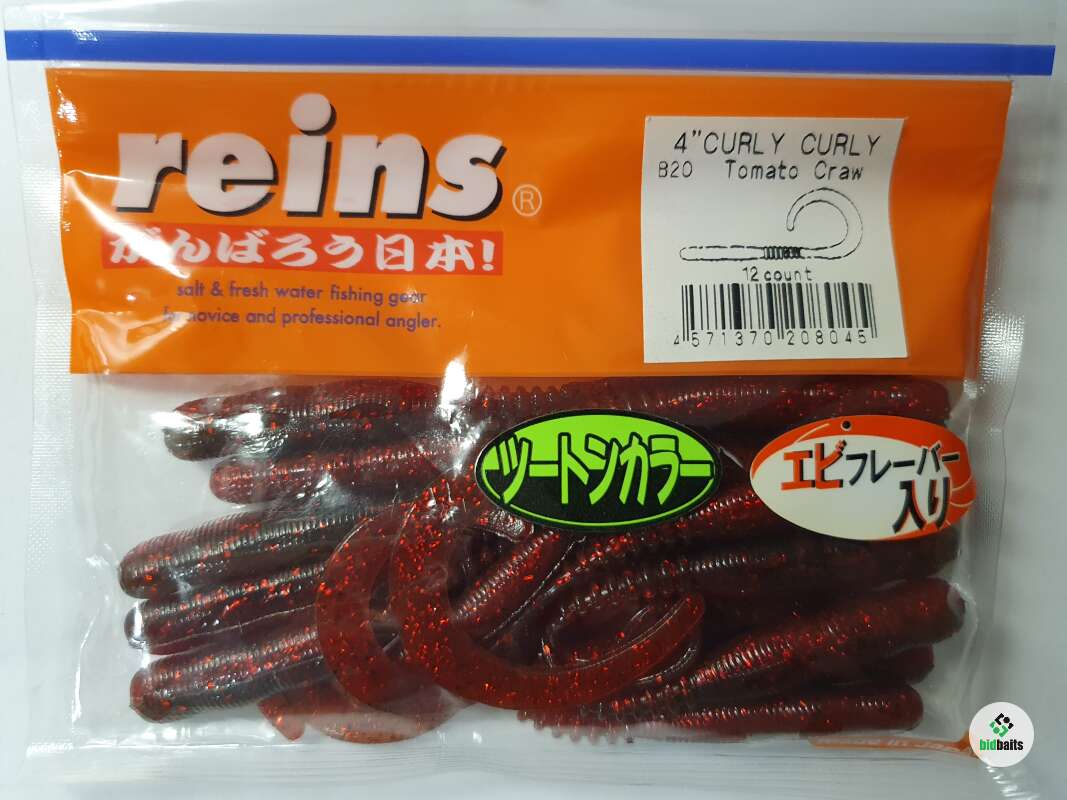 reins®
がんばろう日本!
salt & fresh water fishing gear
for novice and professional angler.
4"CURLY CURLY
B20 Tomato Craw
12 count
4 571370 208045
ツートンカラー
エビフレーバー
入り
bidbaits